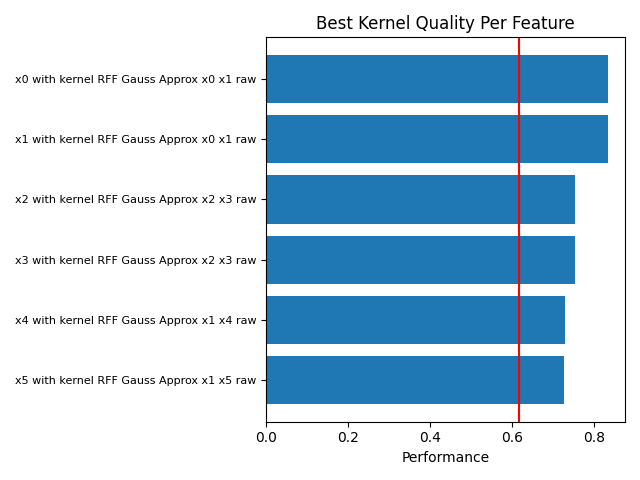 Best Kernel Quality Per Feature
x0 with kernel RFF Gauss Approx x0 x1 raw
x1 with kernel RFF Gauss Approx x0 x1 raw
x2 with kernel RFF Gauss Approx x2 x3 raw
x3 with kernel RFF Gauss Approx x2 x3 raw
x4 with kernel RFF Gauss Approx x1 x4 raw
x5 with kernel RFF Gauss Approx x1 x5 raw
0.0 0.2 0.4 0.6 0.8
Performance